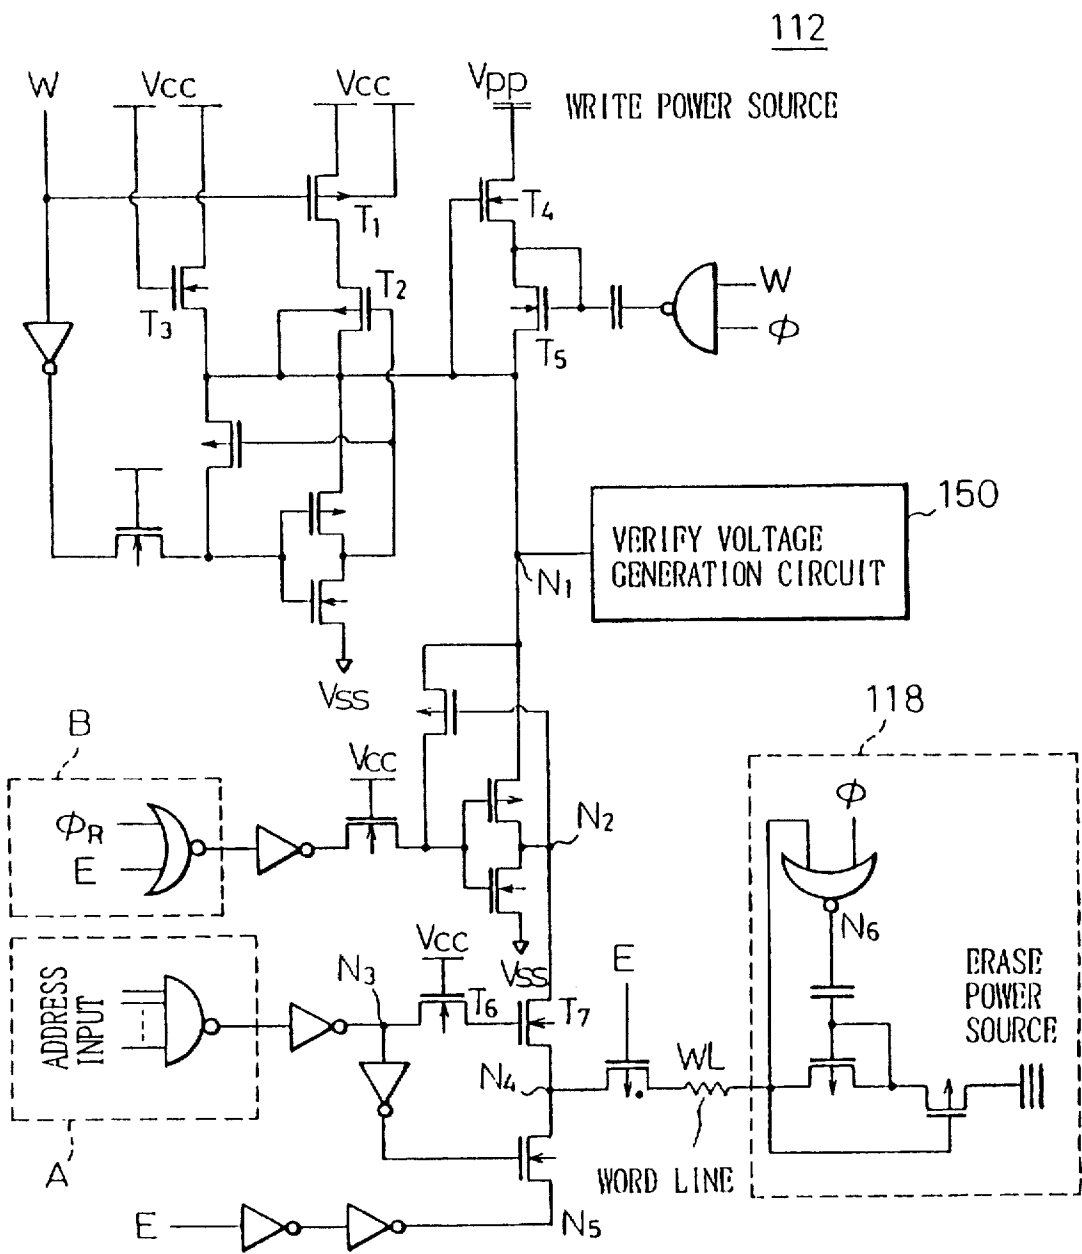 112
W
Vcc
Vcc
Vpp
WRITE POWER SOURCE
T1
T4
T2
T3
W
φ
T5
150
VERIFY VOLTAGE
GENERATION CIRCUIT
N1
Vss
118
B
Vcc
φ
φR
E
N2
N6
Vcc
Vss
E
ERASE
POWER
SOURCE
ADDRESS
INPUT
N3
T6
T7
N4
WL
A
WORD LINE
E
N5